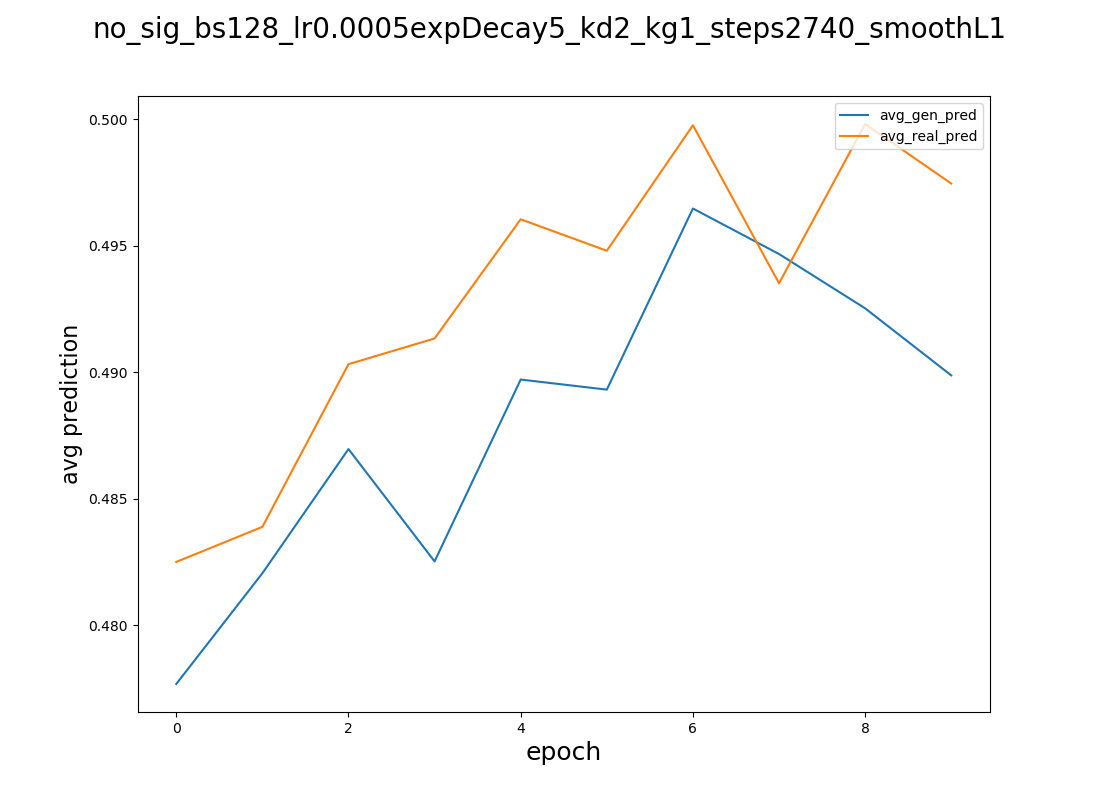 no_sig_bs128_lr0.0005expDecay5_kd2_kg1_steps2740_smoothL1
avg_gen_pred
avg_real_pred
0.500
0.495
0.490
0.485
0.480
avg prediction
0 2 4 6 8
epoch